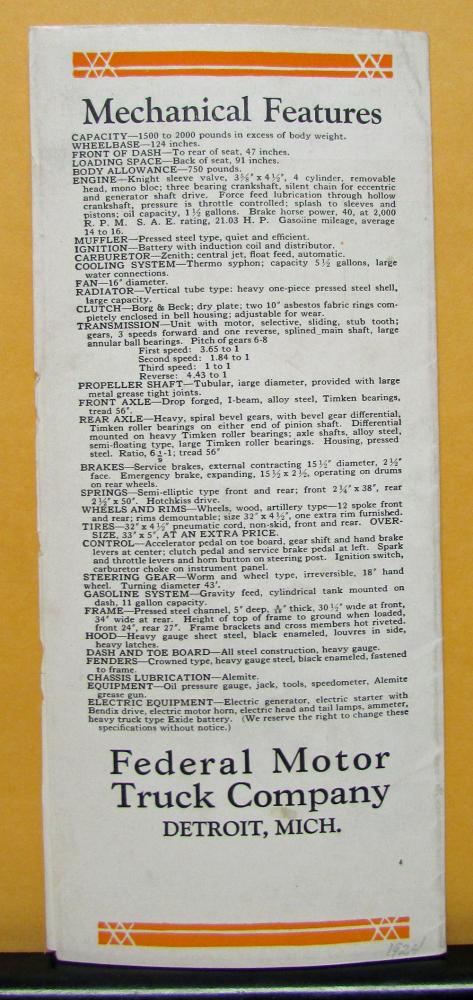 Mechanical Features
CAPACITY—1500 to 2000 pounds in excess of body weight.
WHEELBASE—124 inches.
FRONT OF DASH—To rear of seat, 47 inches.
LOADING SPACE—Back of seat, 91 inches.
BODY ALLOWANCE—750 pounds.
ENGINE—Knight sleeve valve, 3⅝" x 4½", 4 cylinder, removable
head, mono bloc; three bearing crankshaft, silent chain for eccentric
and generator shaft drive. Force feed lubrication through hollow
crankshaft, pressure is throttle controlled; splash to sleeves and
pistons; oil capacity, 1½ gallons. Brake horse power, 40, at 2,000
R. P. M. S. A. E. rating, 21.03 H. P. Gasoline mileage, average
14 to 16.
MUFFLER—Pressed steel type, quiet and efficient.
IGNITION—Battery with induction coil and distributor.
CARBURETOR—Zenith; central jet, float feed, automatic.
COOLING SYSTEM—Thermo syphon; capacity 5½ gallons, large
water connections.
FAN—16" diameter.
RADIATOR—Vertical tube type: heavy one-piece pressed steel shell,
large capacity.
CLUTCH—Borg & Beck; dry plate; two 10" asbestos fabric rings com-
pletely enclosed in bell housing; adjustable for wear.
TRANSMISSION—Unit with motor, selective, sliding, stub tooth;
gears, 3 speeds forward and one reverse, splined main shaft, large
annular ball bearings. Pitch of gears 6-8
First speed: 3.65 to 1
Second speed: 1.84 to 1
Third speed: 1 to 1
Reverse: 4.43 to 1
PROPELLER SHAFT—Tubular, large diameter, provided with large
metal grease tight joints.
FRONT AXLE—Drop forged, I-beam, alloy steel, Timken bearings,
tread 56".
REAR AXLE—Heavy, spiral bevel gears, with bevel gear differential,
Timken roller bearings on either end of pinion shaft. Differential
mounted on heavy Timken roller bearings; axle shafts, alloy steel,
semi-floating type, large Timken roller bearings. Housing, pressed
steel. Ratio, 6 1/9-1; tread 56"
BRAKES—Service brakes, external contracting 15½" diameter, 2½"
face. Emergency brake, expanding, 15½ x 2½, operating on drums
on rear wheels.
SPRINGS—Semi-elliptic type front and rear; front 2¼" x 38", rear
2½" x 50". Hotchkiss drive.
WHEELS AND RIMS—Wheels, wood, artillery type—12 spoke front
and rear; rims demountable; size 32" x 4½", one extra rim furnished.
TIRES—32" x 4½" pneumatic cord, non-skid, front and rear. OVER-
SIZE, 33" x 5", AT AN EXTRA PRICE.
CONTROL—Accelerator pedal on toe board, gear shift and hand brake
levers at center; clutch pedal and service brake pedal at left. Spark
and throttle levers and horn button on steering post. Ignition switch,
carburetor choke on instrument panel.
STEERING GEAR—Worm and wheel type, irreversible, 18" hand
wheel. Turning diameter 43'.
GASOLINE SYSTEM—Gravity feed, cylindrical tank mounted on
dash, 11 gallon capacity.
FRAME—Pressed steel channel, 5" deep, thick, 30½" wide at front,
34" wide at rear. Height of top of frame to ground when loaded,
front 24", rear 27". Frame brackets and cross members hot riveted.
HOOD—Heavy gauge sheet steel, black enameled, louvres in side,
heavy latches.
DASH AND TOE BOARD—All steel construction, heavy gauge.
FENDERS—Crowned type, heavy gauge steel, black enameled, fastened
to frame.
CHASSIS LUBRICATION—Alemite.
EQUIPMENT—Oil pressure gauge, jack, tools, speedometer, Alemite
grease gun.
ELECTRIC EQUIPMENT—Electric generator, electric starter with
Bendix drive, electric motor horn, electric head and tail lamps, ammeter,
heavy truck type Exide battery. (We reserve the right to change these
specifications without notice.)
Federal Motor
Truck Company
DETROIT, MICH.
4
1924